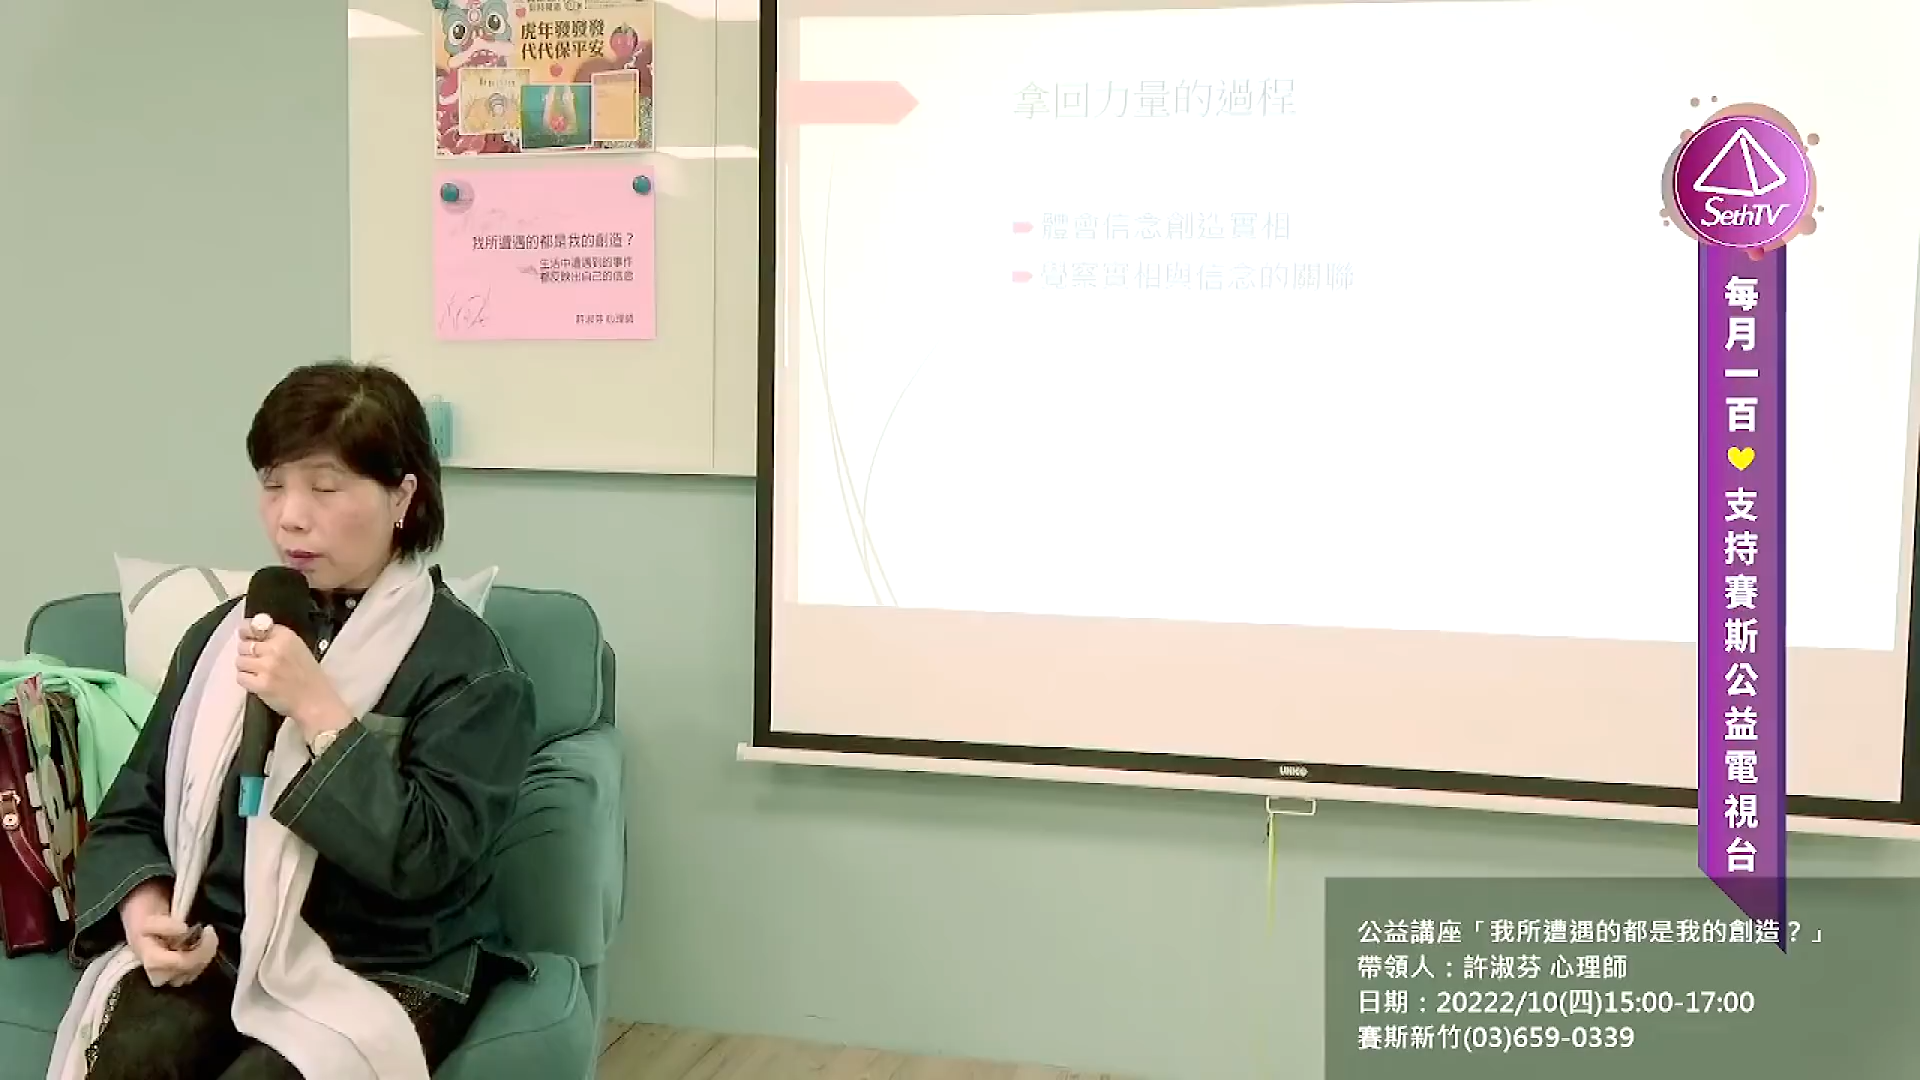 虎年發發發
代代保平安
我所遭遇的都是我的創造？
生活中遭遇到的事件
都反映出自己的信念
許淑芬 心理師
拿回力量的過程
體會信念創造實相
覺察實相與信念的關聯
SethTV
每月一百💛支持賽斯公益電視台
公益講座「我所遭遇的都是我的創造？」
帶領人：許淑芬 心理師
日期：20222/10(四)15:00-17:00
賽斯新竹(03)659-0339